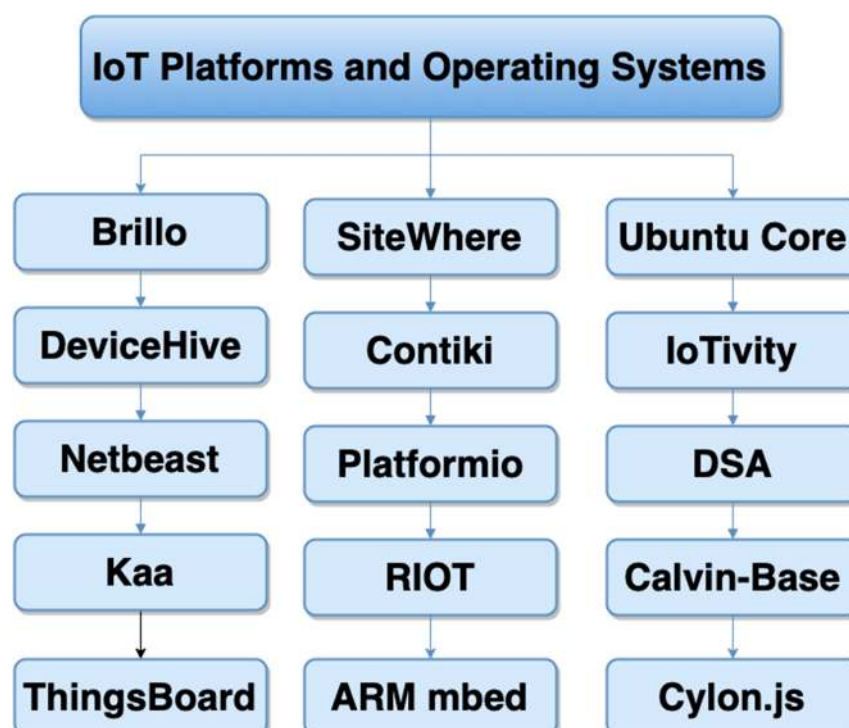 IoT Platforms and Operating Systems
Brillo
SiteWhere
Ubuntu Core
DeviceHive
Contiki
IoTivity
Netbeast
Platformio
DSA
Kaa
RIOT
Calvin-Base
ThingsBoard
ARM mbed
Cylon.js